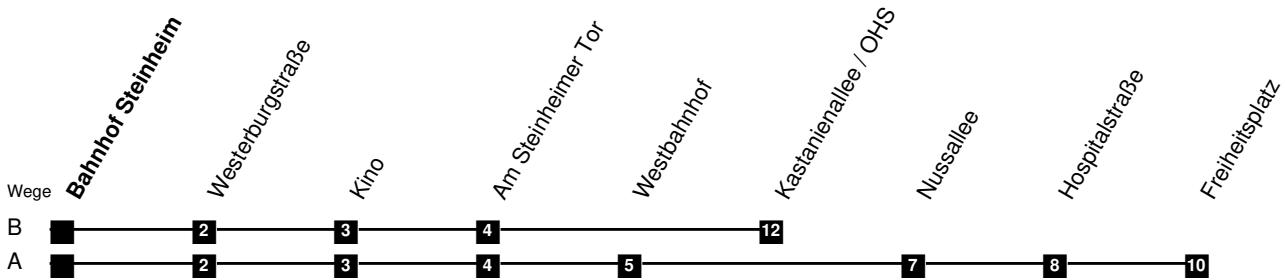 Bahnhof Steinheim
Westerburgstraße
Kino
Am Steinheimer Tor
Westbahnhof
Kastanienallee / OHS
Nussallee
Hospitalstraße
Freiheitsplatz
Wege
B 2 3 4 12
A 2 3 4 5 7 8 10